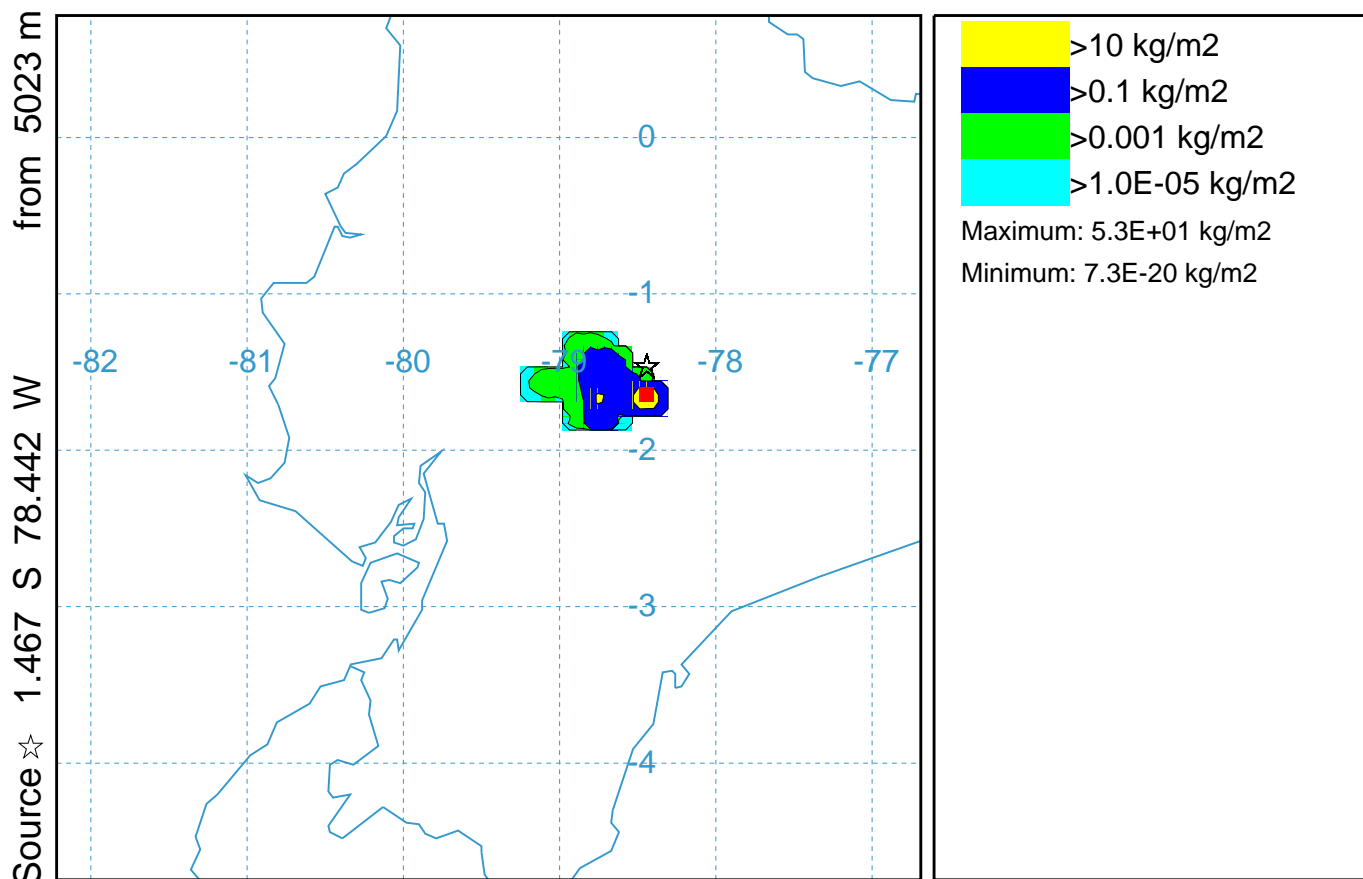 Source ☆ 1.467 S 78.442 W from 5023 m
0
-1
-82 -81 -80 -79 -78 -77
-2
-3
-4
>10 kg/m2
>0.1 kg/m2
>0.001 kg/m2
>1.0E-05 kg/m2
Maximum: 5.3E+01 kg/m2
Minimum: 7.3E-20 kg/m2